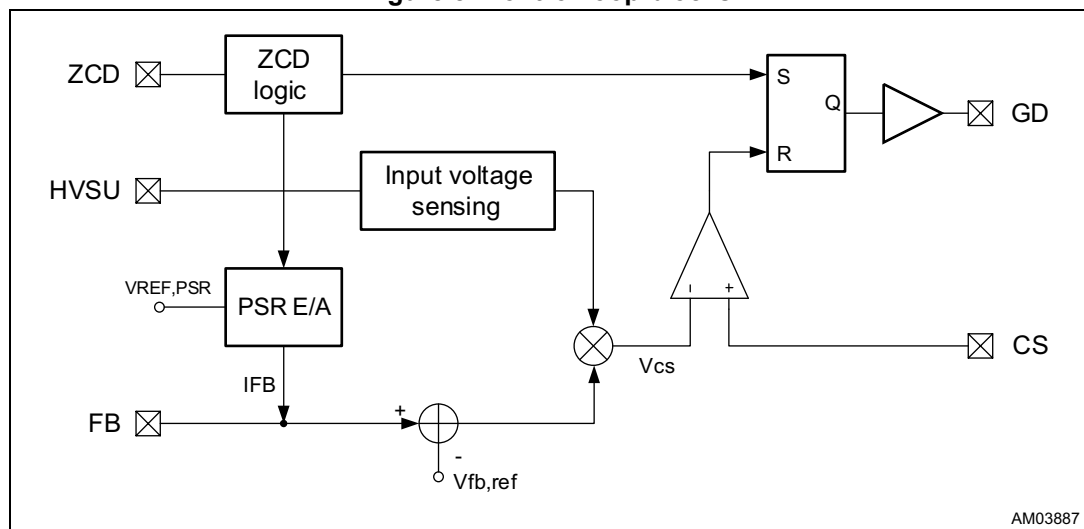 ZCD
ZCD
logic
S
Q
GD
R
HVSU
Input voltage
sensing
VREF,PSR
PSR E/A
-
+
Vcs
CS
IFB
FB
+
-
Vfb,ref
AM03887